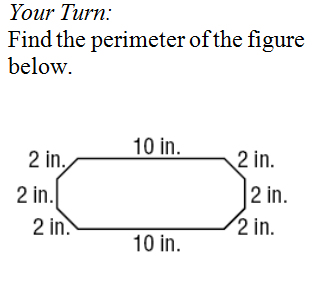 Your Turn:
Find the perimeter of the figure
below.
10 in.
2 in.
2 in.
2 in.
2 in.
2 in.
2 in.
10 in.